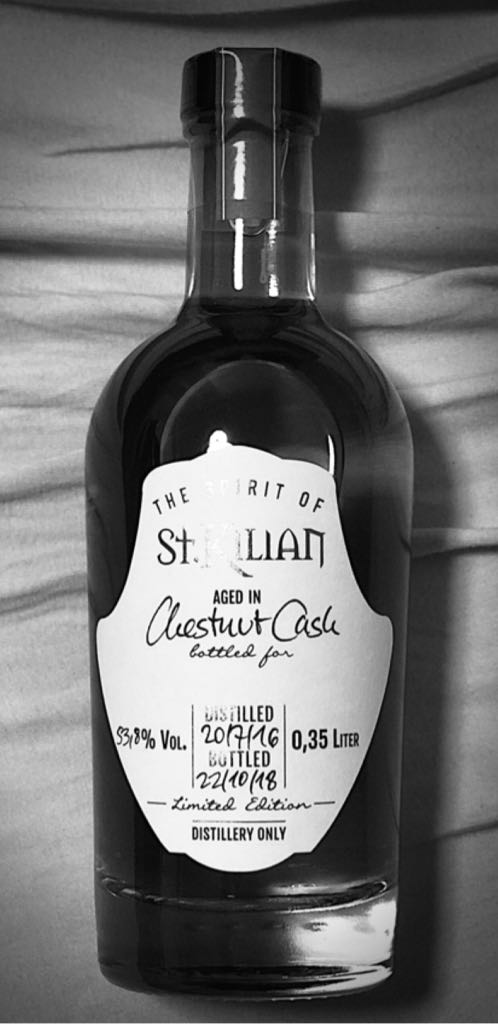 THE SPIRIT OF
ST. KILIAN
AGED IN
Chestnut Cask
bottled for
53,8% VOL.
DISTILLED
20/7/16
BOTTLED
22/10/18
0,35 LITER
Limited Edition
DISTILLERY ONLY